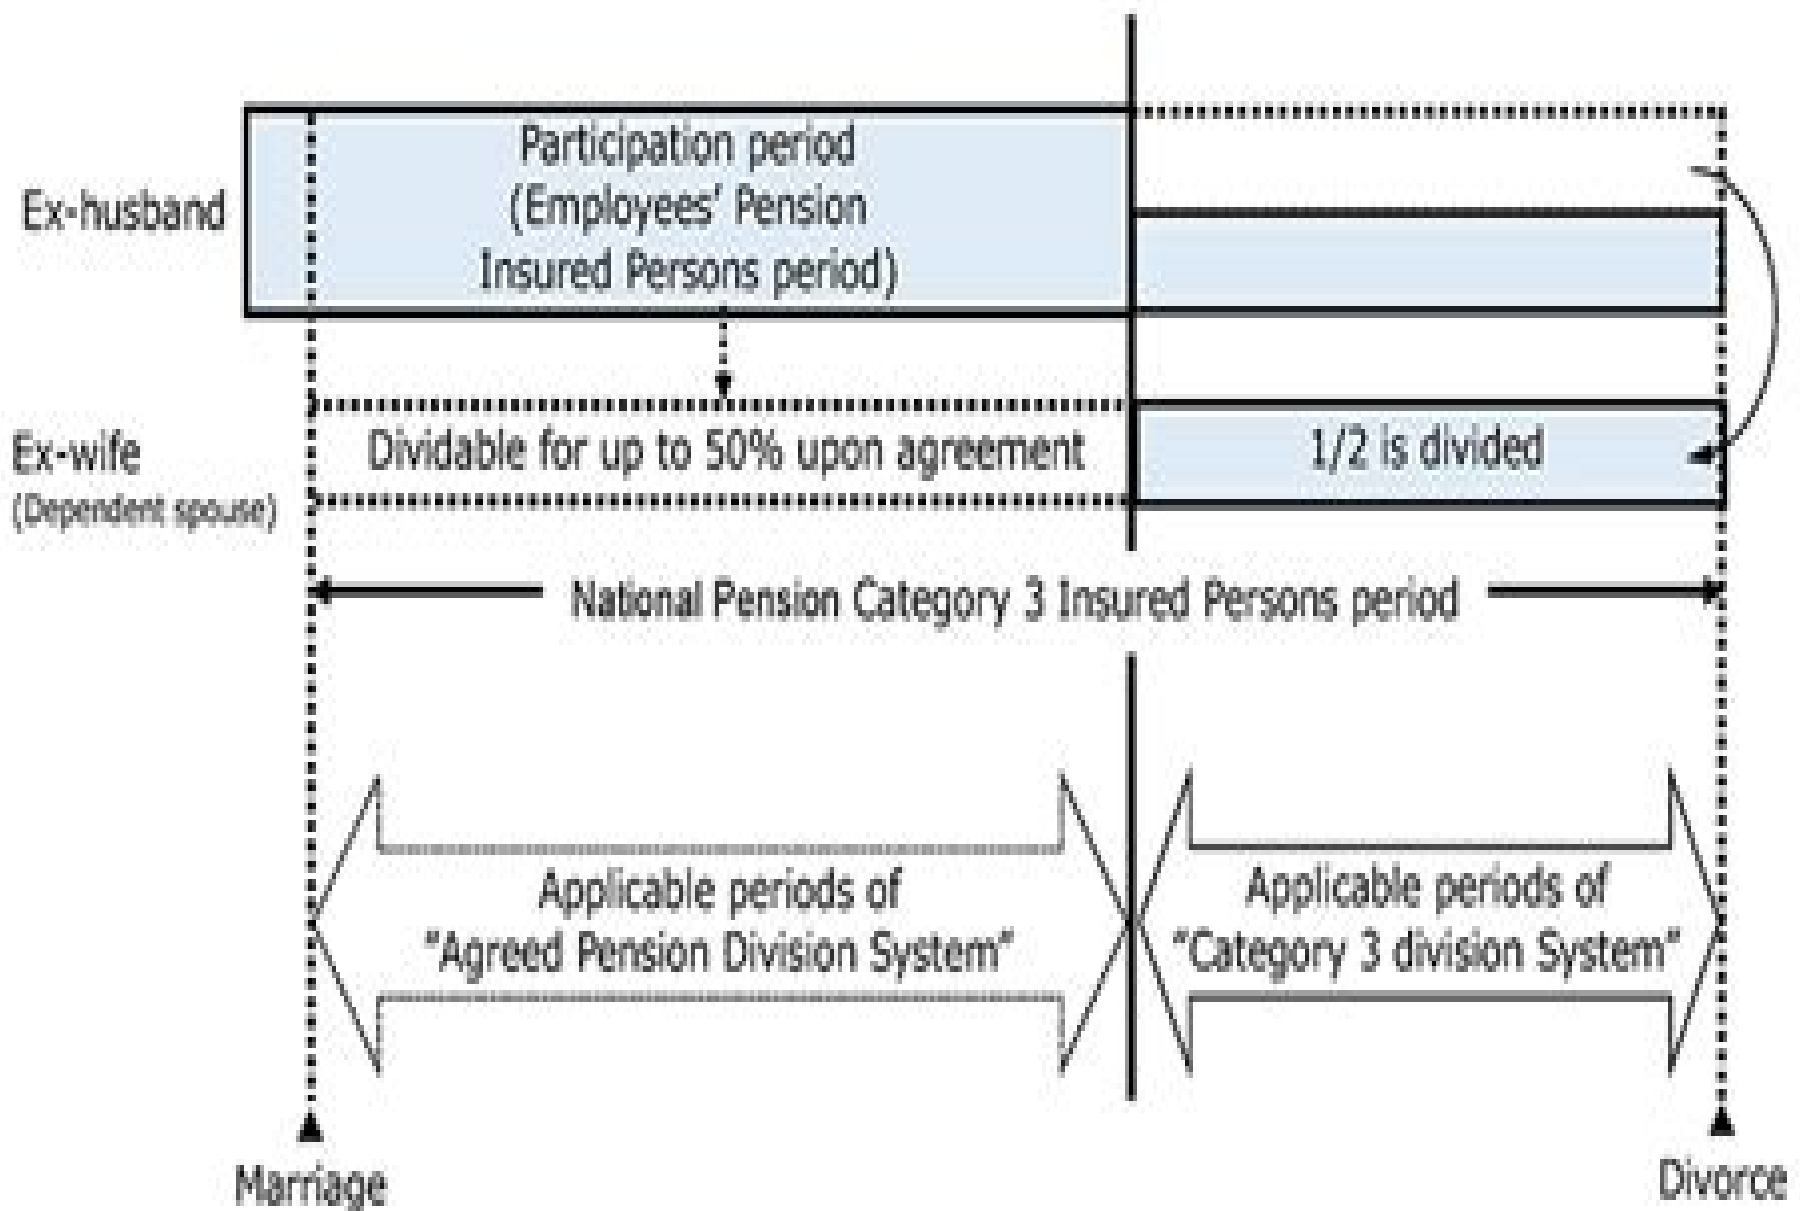 Participation period
(Employees' Pension
Insured Persons period)
Ex-husband
Ex-wife
(Dependent spouse)
Dividable for up to 50% upon agreement
1/2 is divided
National Pension Category 3 Insured Persons period
Applicable periods of
"Agreed Pension Division System"
Applicable periods of
"Category 3 division System"
Marriage
Divorce